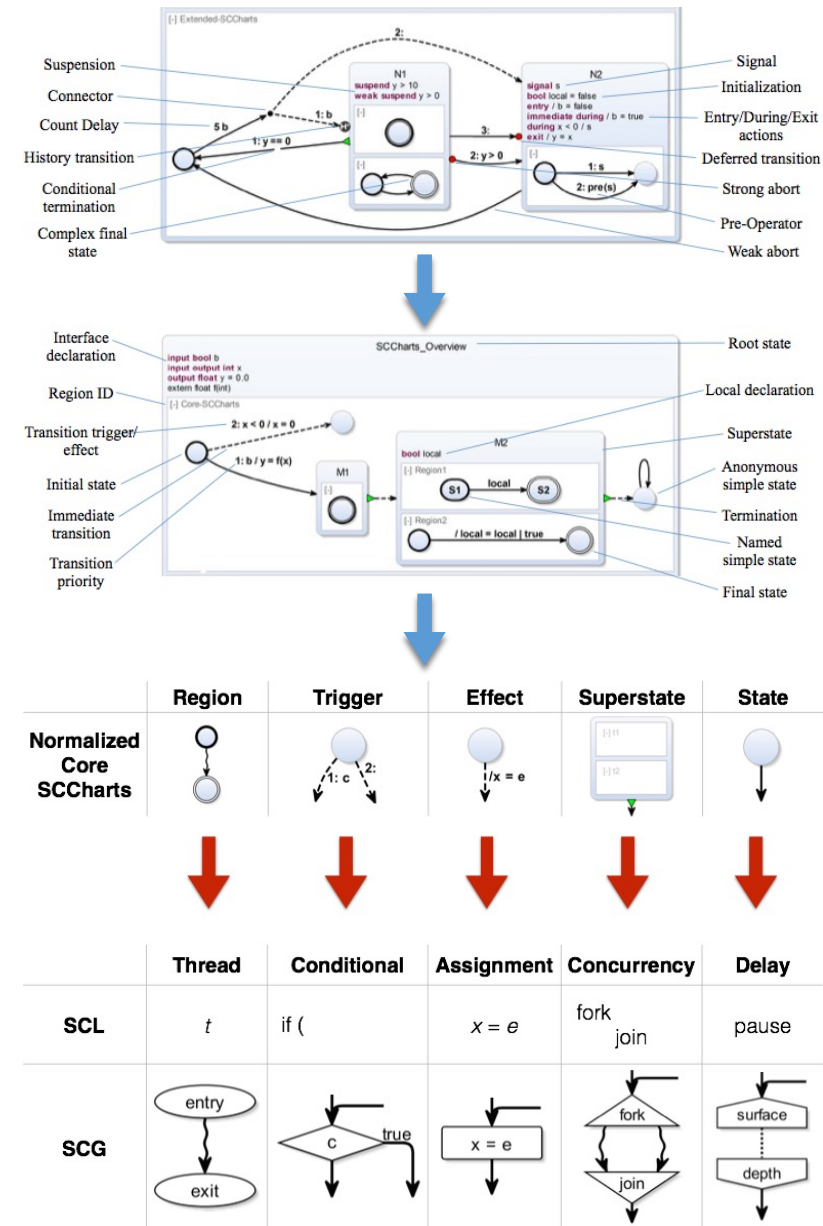 [-] Extended-SCCharts
2:
Suspension
N1
suspend y > 10
weak suspend y > 0
[-]
N2
signal s
bool local = false
entry / b = false
immediate during / b = true
during x < 0 / s
exit / y = x
Signal
Initialization
Connector
Count Delay
5 b
1: b
H
3:
Entry/During/Exit
actions
History transition
1: y == 0
Deferred transition
[-]
2: y>0
[-]
1: s
2: pre(s)
Conditional
termination
Strong abort
Complex final
state
Pre-Operator
Weak abort
Interface
declaration
SCCharts_Overview
Root state
input bool b
input output int x
output float y = 0.0
extern float f(int)
Region ID
[-] Core-SCCharts
Local declaration
Transition trigger/
effect
2: x < 0 / x = 0
M2
bool local
Superstate
Initial state
1: b / y = f(x)
M1
[-]
[-] Region1
S1
local
S2
Anonymous
simple state
Immediate
transition
[-] Region2
/ local = local | true
Termination
Transition
priority
Named
simple state
Final state
Region
Trigger
Effect
Superstate
State
Normalized
Core
SCCharts
1: c
2:
/x = e
[-] t1
[-] t2
Thread
Conditional
Assignment
Concurrency
Delay
SCL
t
if (
x = e
fork
join
pause
SCG
entry
exit
c
true
x = e
fork
join
surface
depth